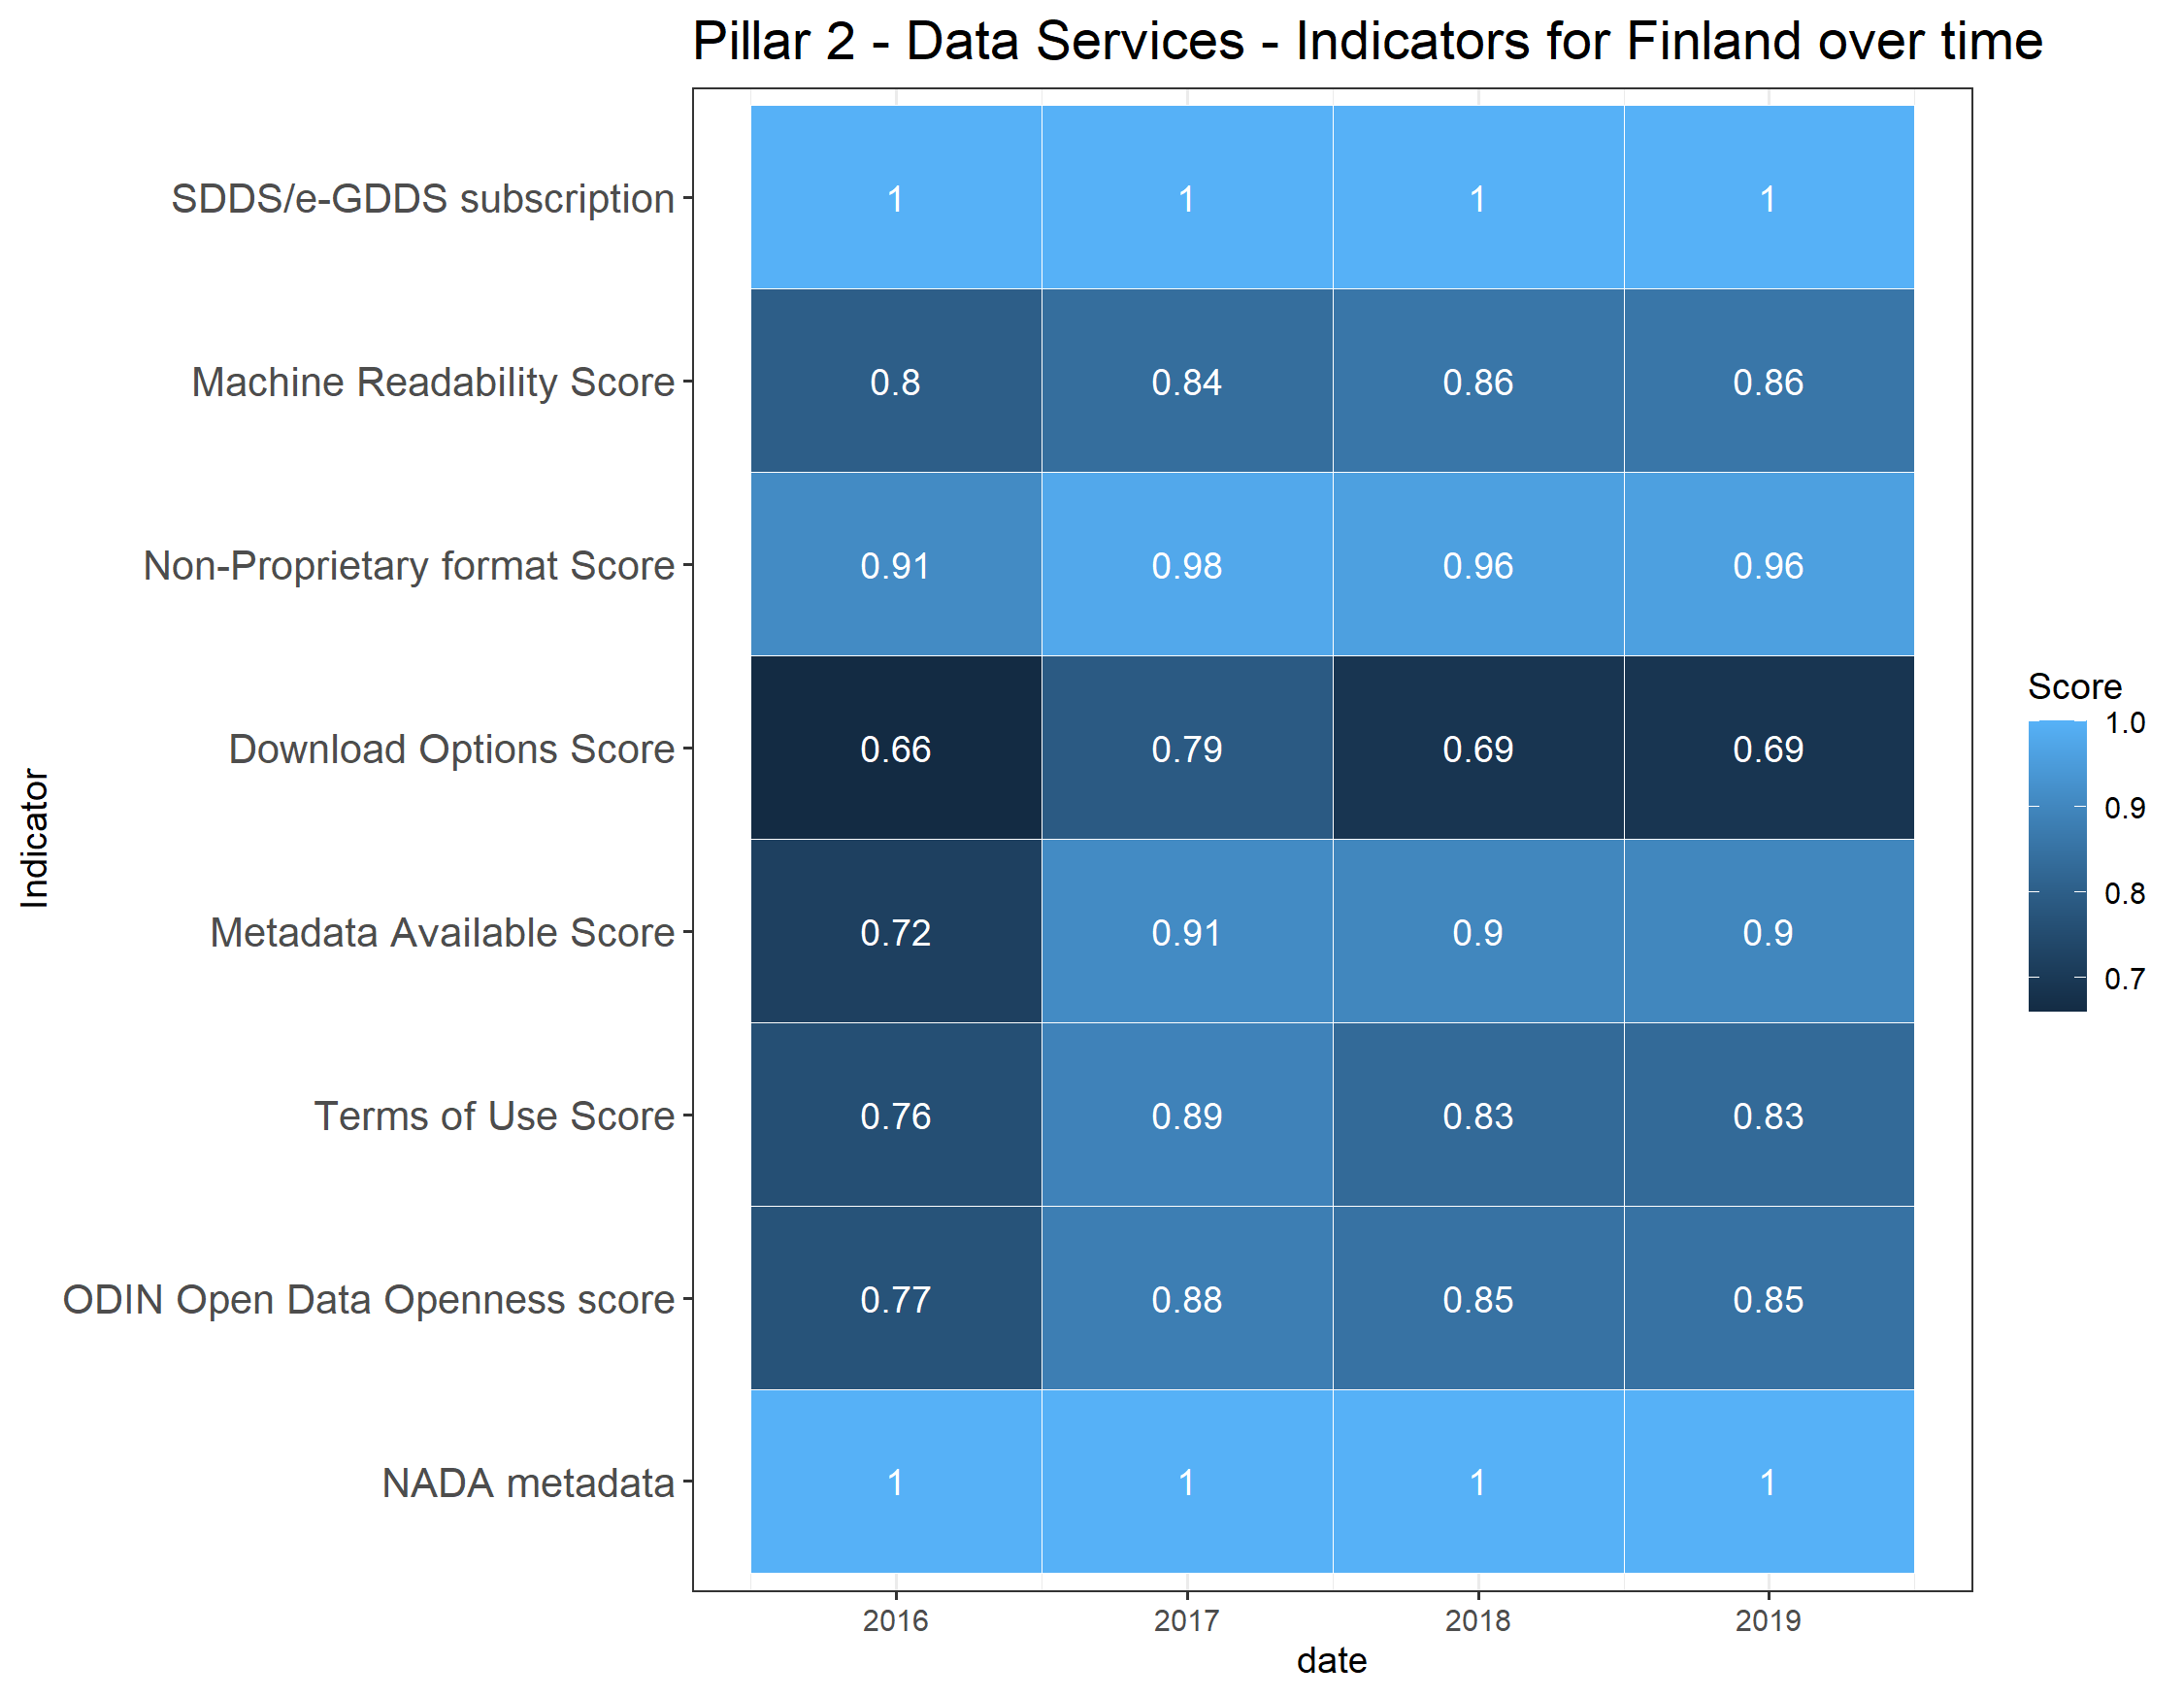 Pillar 2 - Data Services - Indicators for Finland over time
SDDS/e-GDDS subscription 1 1 1 1
Machine Readability Score 0.8 0.84 0.86 0.86
Non-Proprietary format Score 0.91 0.98 0.96 0.96
Download Options Score 0.66 0.79 0.69 0.69
Metadata Available Score 0.72 0.91 0.9 0.9
Terms of Use Score 0.76 0.89 0.83 0.83
ODIN Open Data Openness score 0.77 0.88 0.85 0.85
NADA metadata 1 1 1 1
2016 2017 2018 2019
date
Indicator
Score
1.0
0.9
0.8
0.7